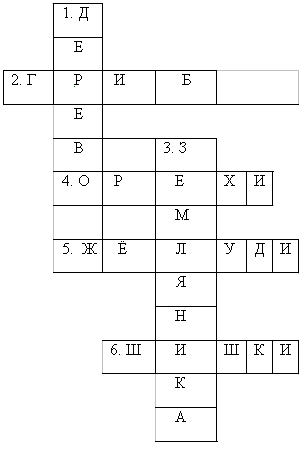 1. Д
Е
2. Г Р И Б
Е
В 3. З
4. О Р Е Х И
М
5. Ж Ё Л У Д И
Я
Н
6. Ш И Ш К И
К
А